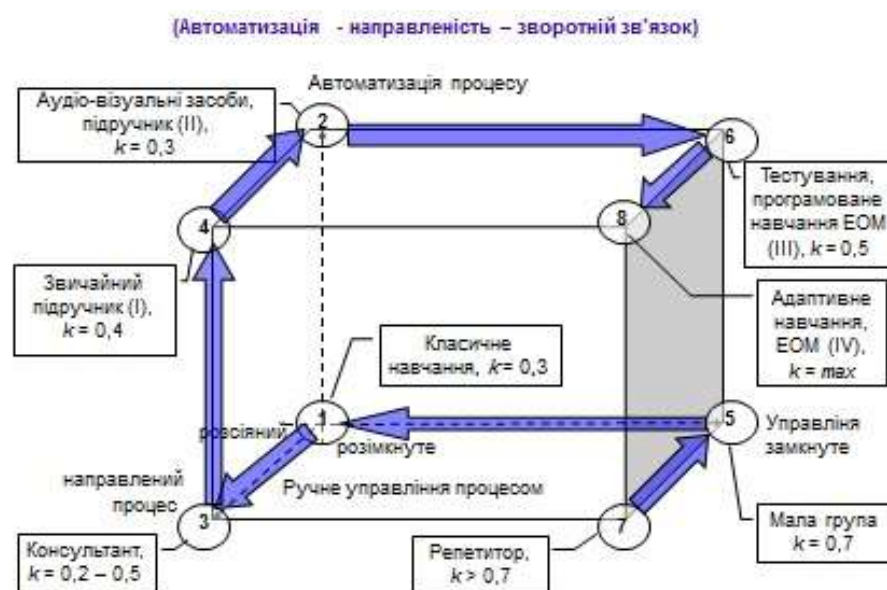 (Автоматизація - направленість – зворотній зв'язок)
Автоматизація процесу
Аудіо-візуальні засоби,
підручник (II),
k = 0,3
2
6
Тестування,
програмоване
навчання ЕОМ
(III), k = 0,5
4
8
Звичайний
підручник (I),
k = 0,4
Адаптивне
навчання,
ЕОМ (IV),
k = max
Класичне
навчання, k = 0,3
1
5
розсіяний
розімкнуте
Управліня
замкнуте
направлений
процес
Ручне управління процесом
3
7
Консультант,
k = 0,2 – 0,5
Репетитор,
k > 0,7
Мала група
k = 0,7